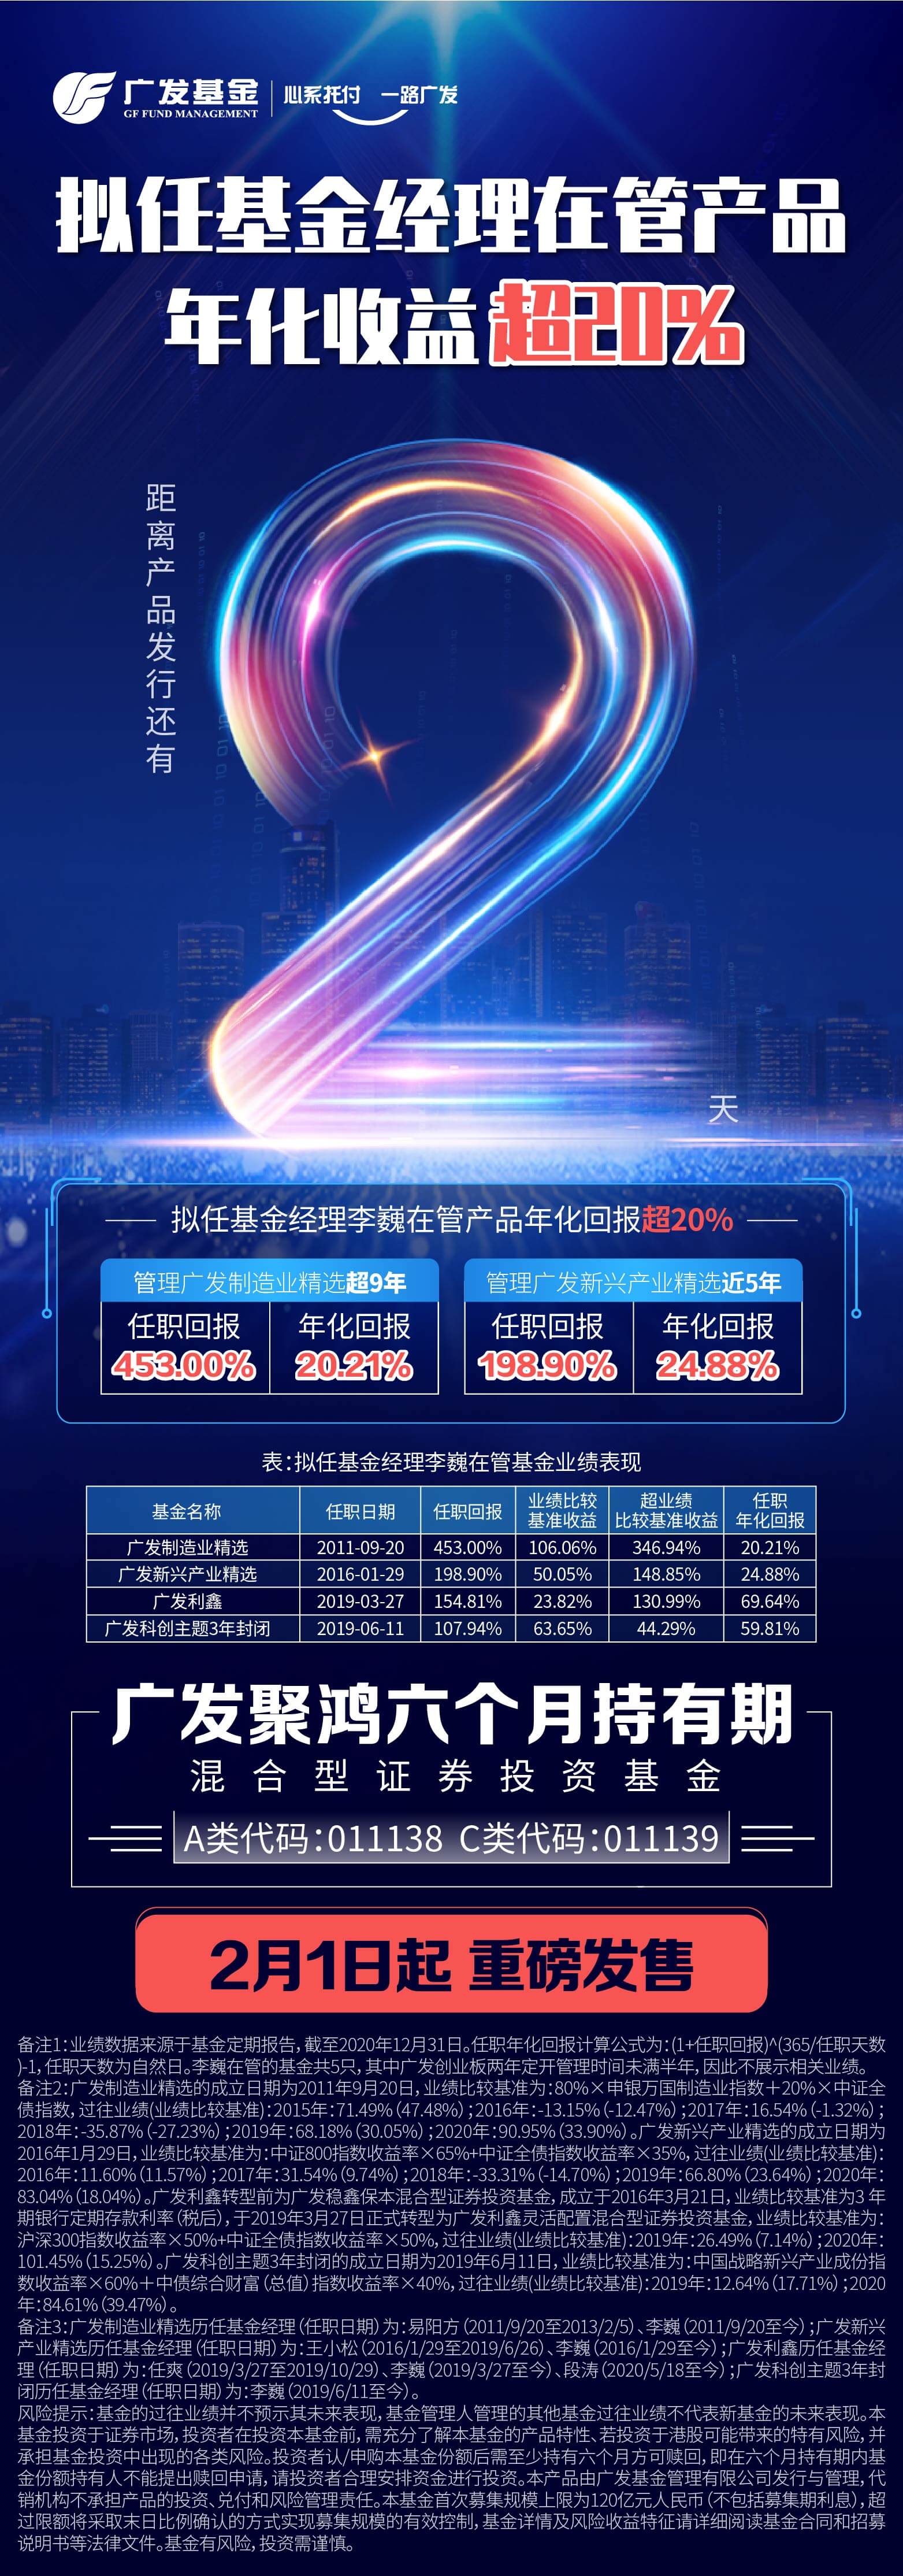 广发基金 心系托付 一路广发
GF FUND MANAGEMENT
拟任基金经理在管产品
年化收益超20%
距离产品发行还有
2
天
拟任基金经理李巍在管产品年化回报超20%
管理广发制造业精选超9年 管理广发新兴产业精选近5年
任职回报 年化回报 任职回报 年化回报
453.00% 20.21% 198.90% 24.88%
表:拟任基金经理李巍在管基金业绩表现
基金名称 任职日期 任职回报 业绩比较基准收益 超业绩比较基准收益 任职年化回报
广发制造业精选 2011-09-20 453.00% 106.06% 346.94% 20.21%
广发新兴产业精选 2016-01-29 198.90% 50.05% 148.85% 24.88%
广发利鑫 2019-03-27 154.81% 23.82% 130.99% 69.64%
广发科创主题3年封闭 2019-06-11 107.94% 63.65% 44.29% 59.81%
广发聚鸿六个月持有期
混合型证券投资基金
A类代码:011138 C类代码:011139
2月1日起 重磅发售
备注1:业绩数据来源于基金定期报告,截至2020年12月31日。任职年化回报计算公式为:(1+任职回报)^(365/任职天数
)-1,任职天数为自然日。李巍在管的基金共5只,其中广发创业板两年定开管理时间未满半年,因此不展示相关业绩。
备注2:广发制造业精选的成立日期为2011年9月20日,业绩比较基准为:80%×申银万国制造业指数+20%×中证全
债指数,过往业绩(业绩比较基准):2015年:71.49%(47.48%);2016年:-13.15%(-12.47%);2017年:16.54%(-1.32%);
2018年:-35.87%(-27.23%);2019年:68.18%(30.05%);2020年:90.95%(33.90%)。广发新兴产业精选的成立日期为
2016年1月29日,业绩比较基准为:中证800指数收益率×65%+中证全债指数收益率×35%,过往业绩(业绩比较基准):
2016年:11.60%(11.57%);2017年:31.54%(9.74%);2018年:-33.31%(-14.70%);2019年:66.80%(23.64%);2020年:
83.04%(18.04%)。广发利鑫转型前为广发稳鑫保本混合型证券投资基金,成立于2016年3月21日,业绩比较基准为3 年
期银行定期存款利率(税后),于2019年3月27日正式转型为广发利鑫灵活配置混合型证券投资基金,业绩比较基准为:
沪深300指数收益率×50%+中证全债指数收益率×50%,过往业绩(业绩比较基准):2019年:26.49%(7.14%);2020年:
101.45%(15.25%)。广发科创主题3年封闭的成立日期为2019年6月11日,业绩比较基准为:中国战略新兴产业成份指
数收益率×60%+中债综合财富(总值)指数收益率×40%,过往业绩(业绩比较基准):2019年:12.64%(17.71%);2020
年:84.61%(39.47%)。
备注3:广发制造业精选历任基金经理(任职日期)为:易阳方(2011/9/20至2013/2/5)、李巍(2011/9/20至今);广发新兴
产业精选历任基金经理(任职日期)为:王小松(2016/1/29至2019/6/26)、李巍(2016/1/29至今);广发利鑫历任基金经
理(任职日期)为:任爽(2019/3/27至2019/10/29)、李巍(2019/3/27至今)、段涛(2020/5/18至今);广发科创主题3年封
闭历任基金经理(任职日期)为:李巍(2019/6/11至今)。
风险提示:基金的过往业绩并不预示其未来表现,基金管理人管理的其他基金过往业绩不代表新基金的未来表现。本
基金投资于证券市场,投资者在投资本基金前,需充分了解本基金的产品特性、若投资于港股可能带来的特有风险,并
承担基金投资中出现的各类风险。投资者认/申购本基金份额后需至少持有六个月方可赎回,即在六个月持有期内基
金份额持有人不能提出赎回申请,请投资者合理安排资金进行投资。本产品由广发基金管理有限公司发行与管理,代
销机构不承担产品的投资、兑付和风险管理责任。本基金首次募集规模上限为120亿元人民币(不包括募集期利息),超
过限额将采取末日比例确认的方式实现募集规模的有效控制,基金详情及风险收益特征请详细阅读基金合同和招募
说明书等法律文件。基金有风险,投资需谨慎。